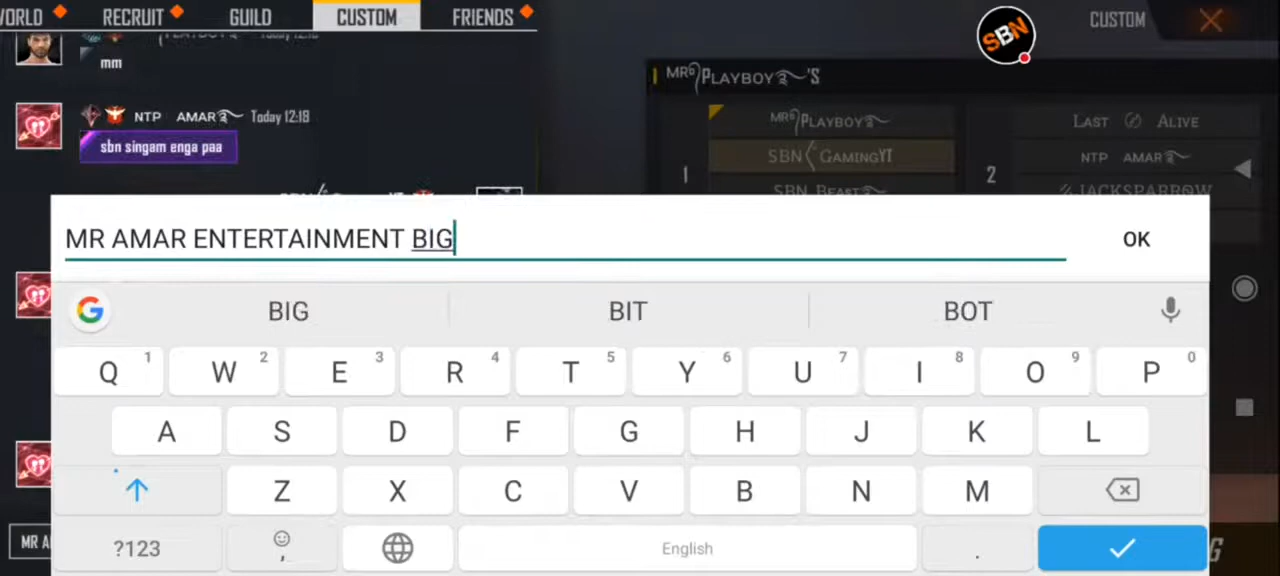 WORLD RECRUIT GUILD CUSTOM FRIENDS
SBN
CUSTOM
mm
MR PLAYBOY 'S
NTP AMAR Today 12:18
sbn singam enga paa
1
MR PLAYBOY
SBN GAMINGYT
SBN BEAST
2
LAST ALIVE
NTP AMAR
JACKSPARROW
MR AMAR ENTERTAINMENT BIG
OK
BIG BIT BOT
Q 1 W 2 E 3 R 4 T 5 Y 6 U 7 I 8 O 9 P 0
A S D F G H J K L
Z X C V B N M
?123 , English .
MR A
G